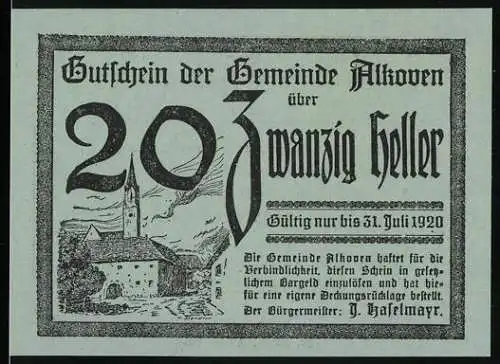 Gutschein der Gemeinde Alkoven
über
20 Zwanzig Heller
Gültig nur bis 31. Juli 1920
Die Gemeinde Alkoven haftet für die
Verbindlichkeit, diesen Schein in gesetz-
lichem Bargeld einzulösen und hat hie-
für eine eigene Deckungsrücklage bestellt.
Der Bürgermeister: J. Haselmayr.